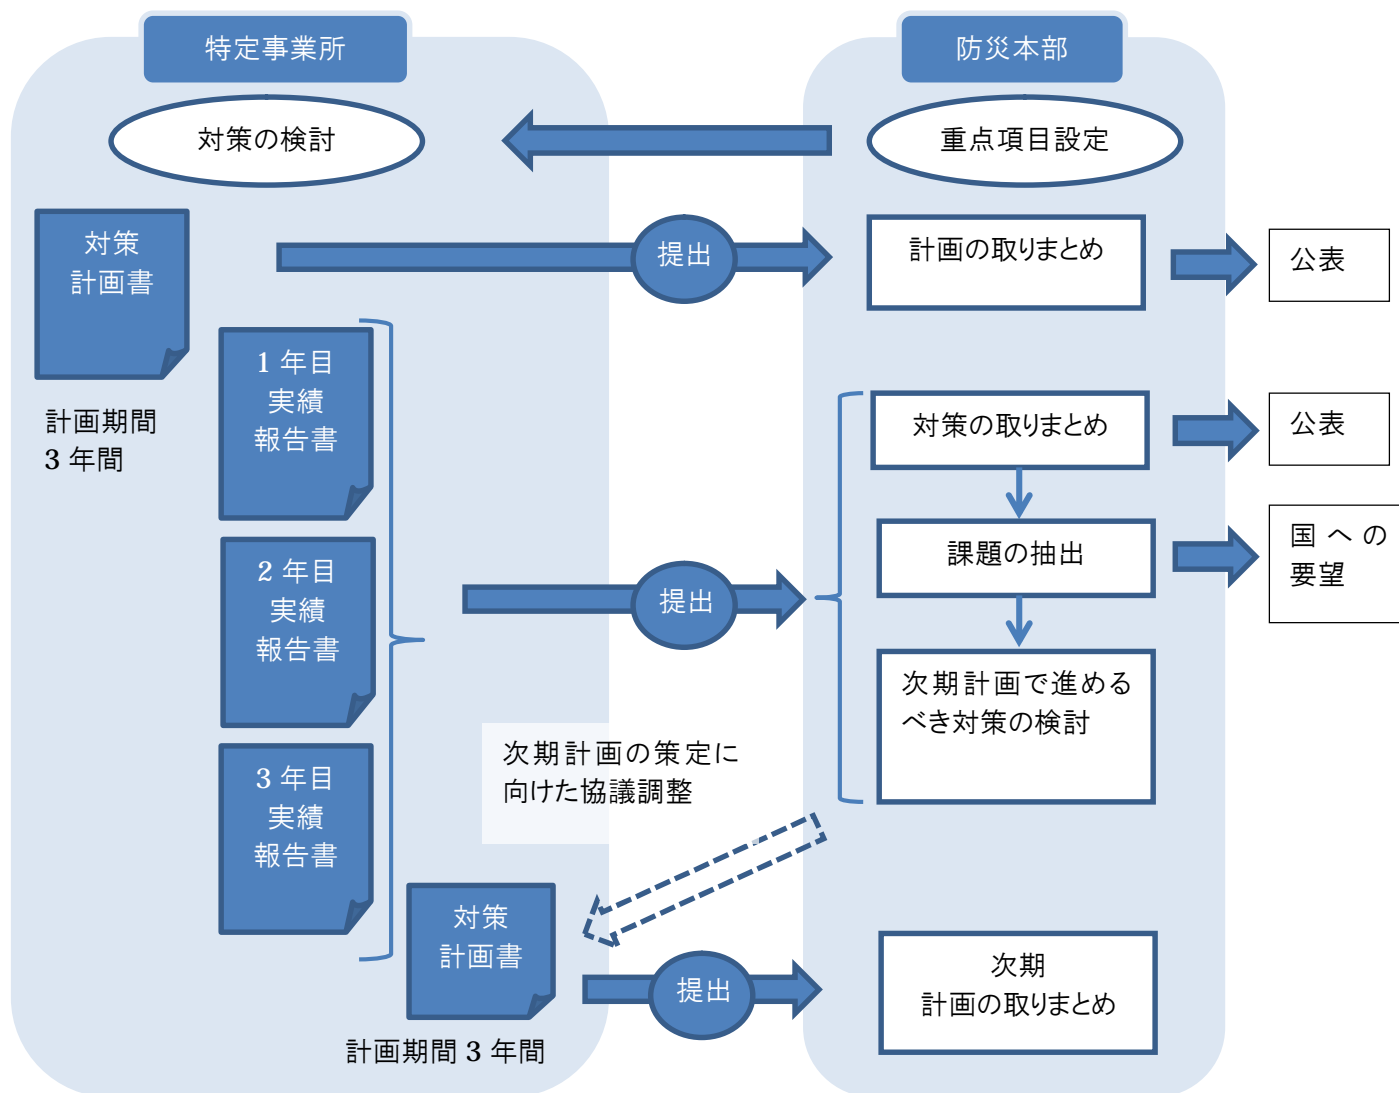 特定事業所
防災本部
対策の検討
重点項目設定
対策
計画書
提出
計画の取りまとめ
公表
計画期間
3 年間
1 年目
実績
報告書
対策の取りまとめ
公表
課題の抽出
国への
要望
2 年目
実績
報告書
提出
次期計画で進める
べき対策の検討
次期計画の策定に
向けた協議調整
3 年目
実績
報告書
対策
計画書
提出
次期
計画の取りまとめ
計画期間 3 年間